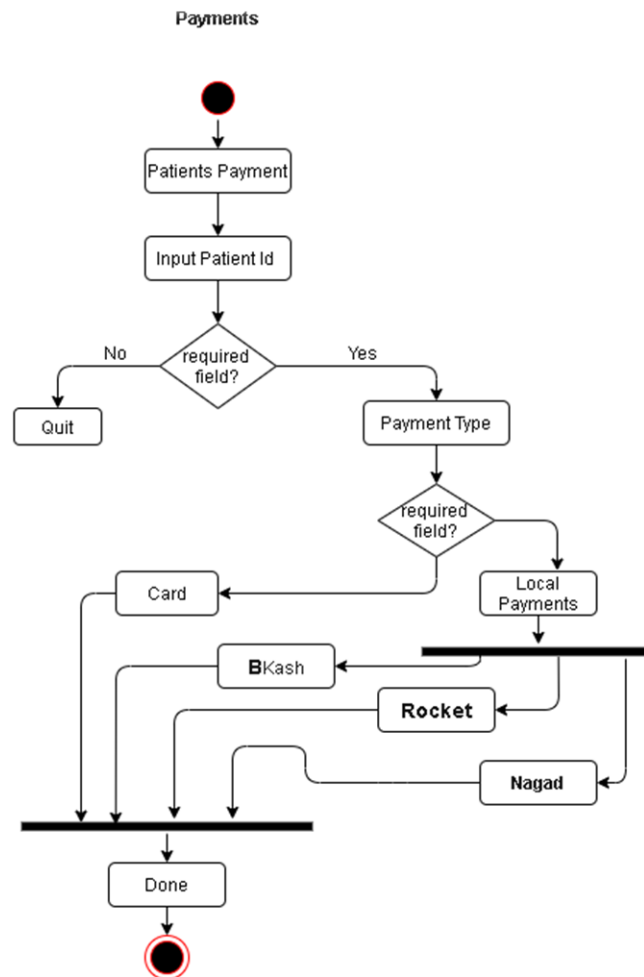 Payments
Patients Payment
Input Patient Id
No
required
field?
Yes
Quit
Payment Type
required
field?
Card
Local
Payments
BKash
Rocket
Nagad
Done